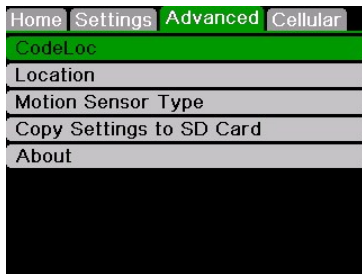 Home Settings Advanced Cellular
CodeLoc
Location
Motion Sensor Type
Copy Settings to SD Card
About